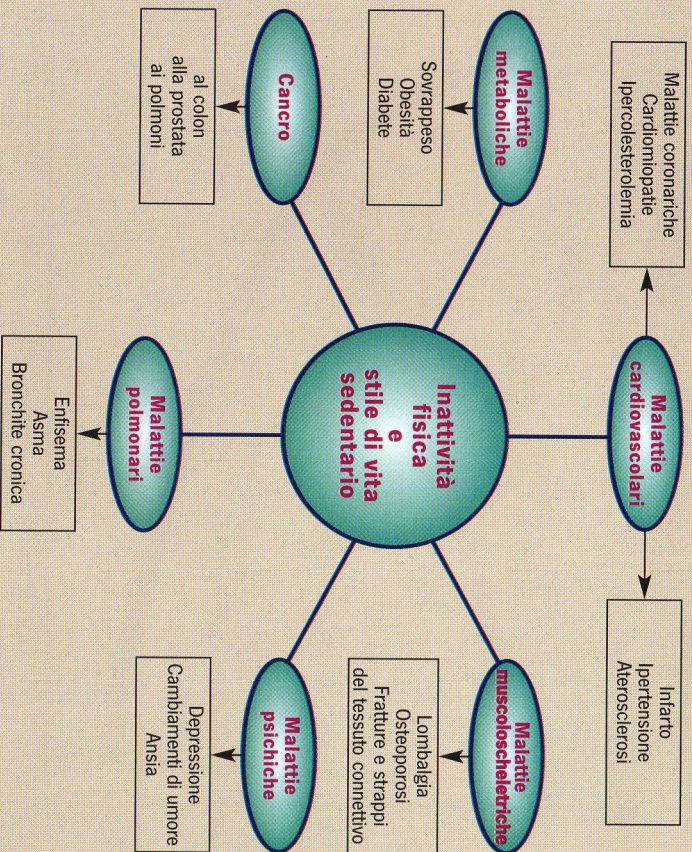 Malattie coronariche
Cardiomiopatie
Ipercolesterolemia
Malattie
cardiovascolari
Infarto
Ipertensione
Aterosclerosi
Malattie
metaboliche
Sovrappeso
Obesità
Diabete
Malattie
muscoloscheletriche
Lombalgia
Osteoporosi
Fratture e strappi
del tessuto connettivo
Inattività
fisica
e
stile di vita
sedentario
Cancro
al colon
alla prostata
ai polmoni
Malattie
psichiche
Depressione
Cambiamenti di umore
Ansia
Malattie
polmonari
Enfisema
Asma
Bronchite cronica